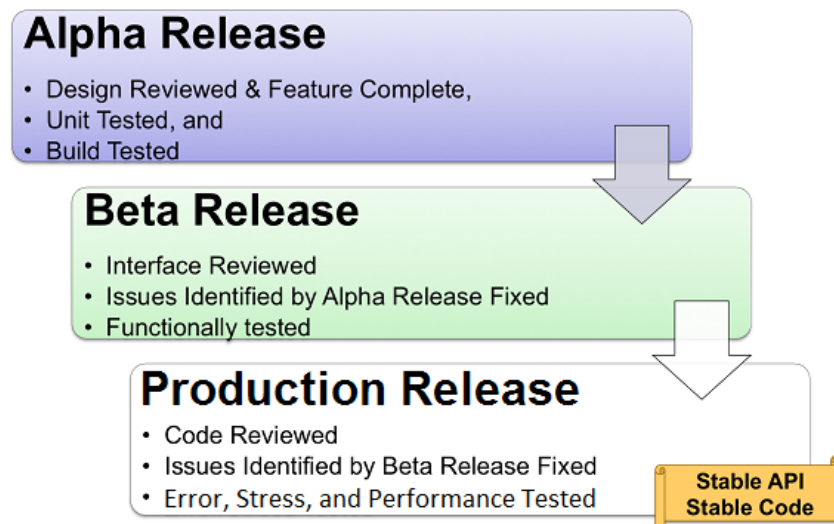 Alpha Release
• Design Reviewed & Feature Complete,
• Unit Tested, and
• Build Tested
Beta Release
• Interface Reviewed
• Issues Identified by Alpha Release Fixed
• Functionally tested
Production Release
• Code Reviewed
• Issues Identified by Beta Release Fixed
• Error, Stress, and Performance Tested
Stable API
Stable Code